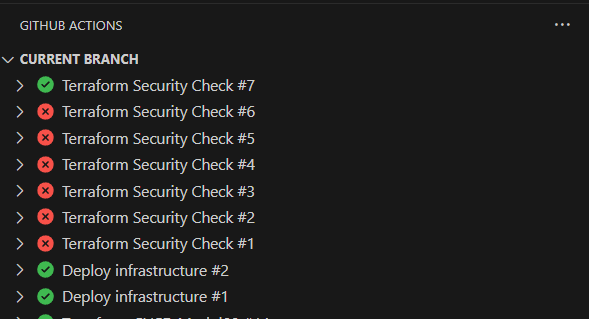 GITHUB ACTIONS
CURRENT BRANCH
Terraform Security Check #7
Terraform Security Check #6
Terraform Security Check #5
Terraform Security Check #4
Terraform Security Check #3
Terraform Security Check #2
Terraform Security Check #1
Deploy infrastructure #2
Deploy infrastructure #1